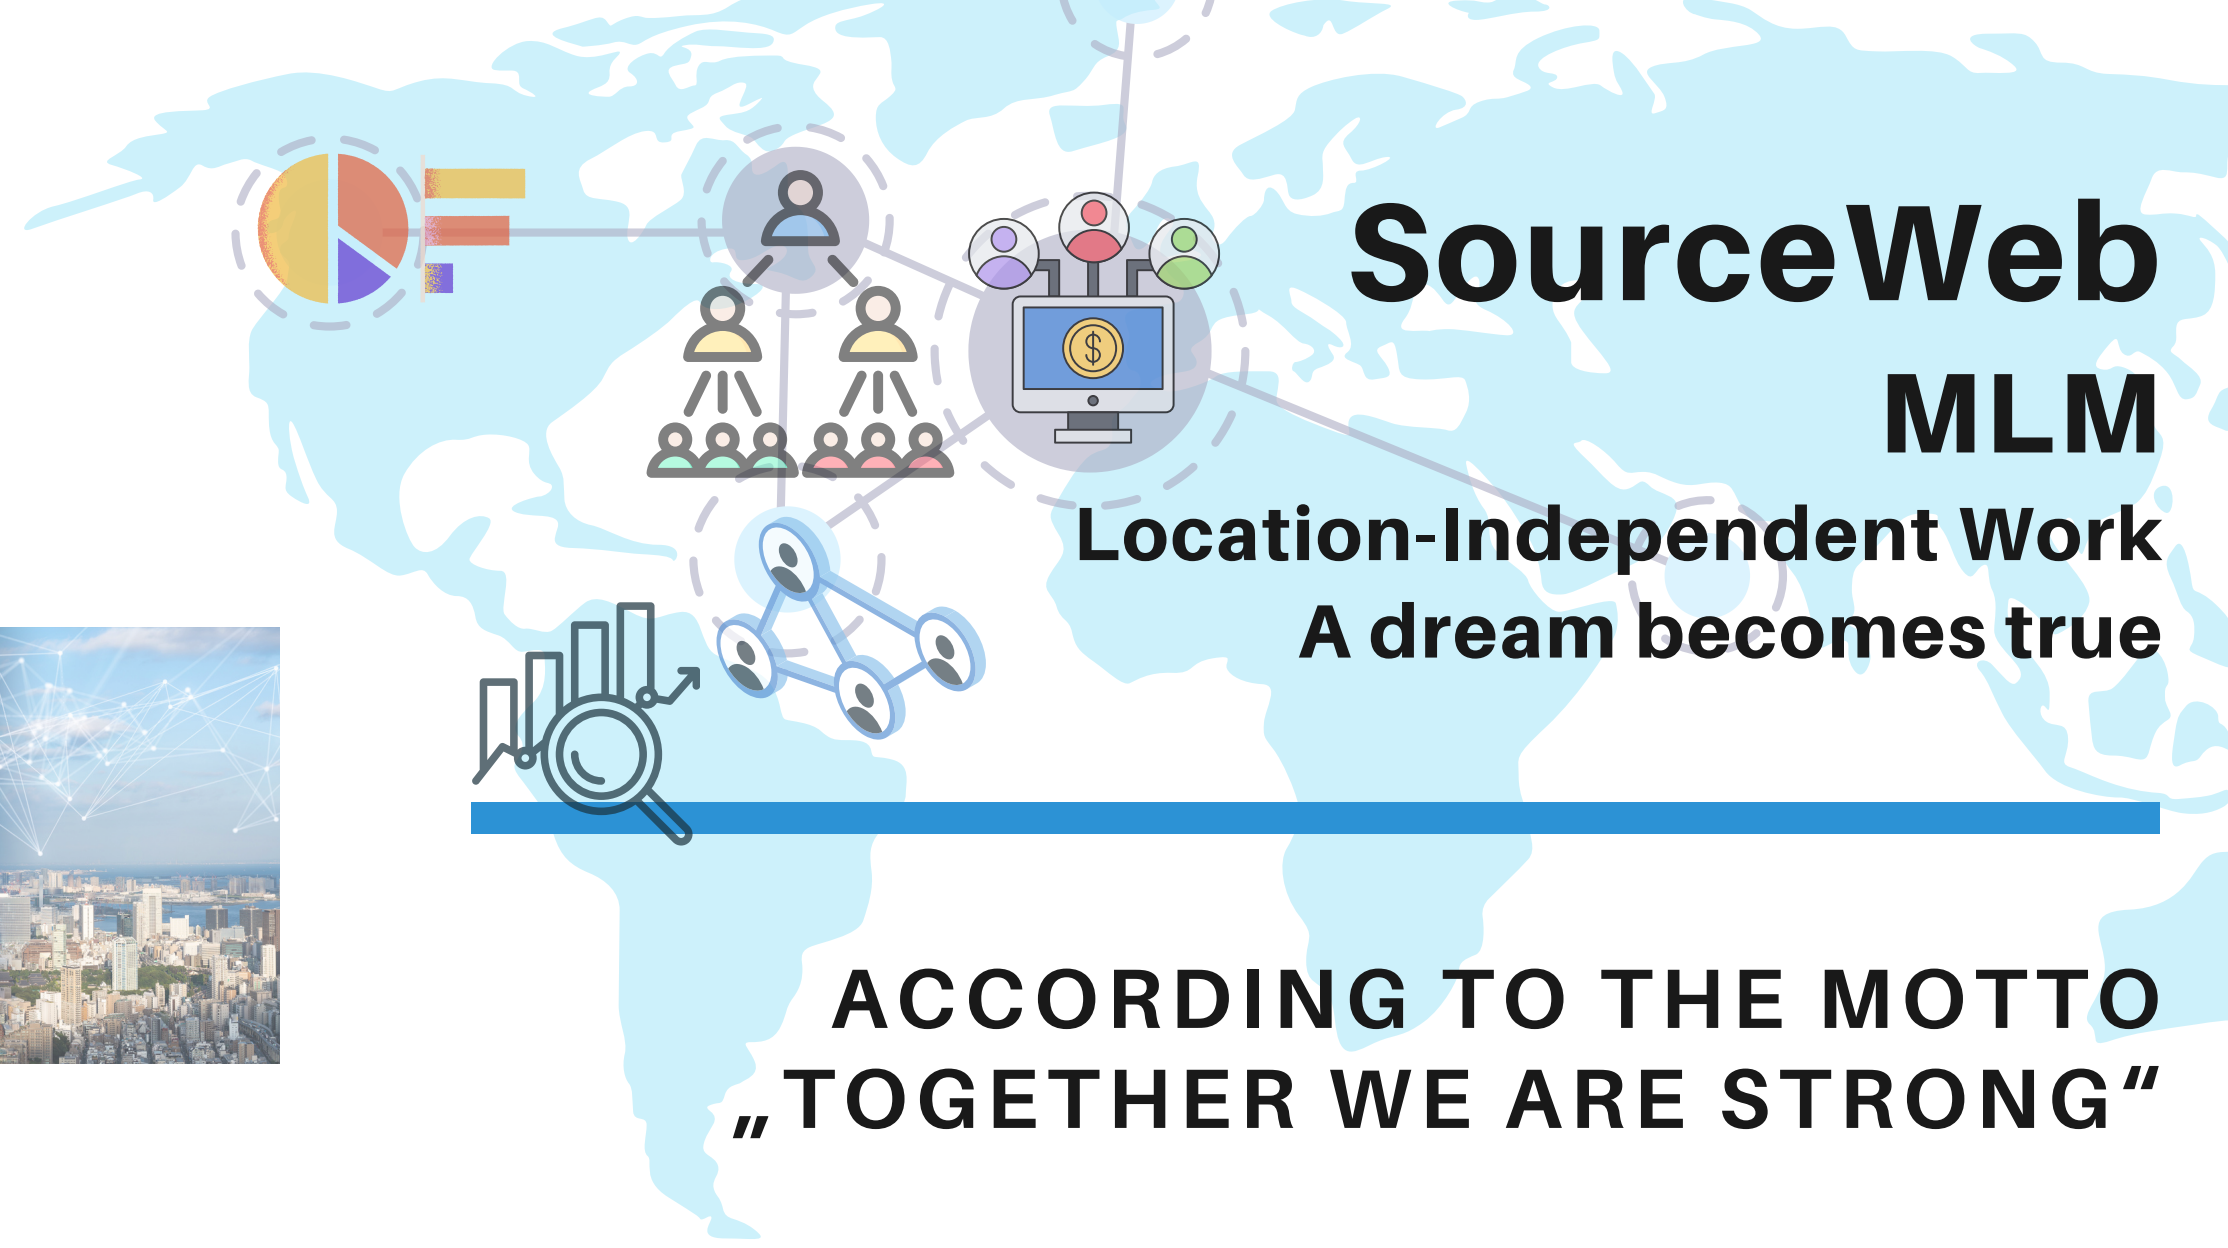 SourceWeb
MLM
Location-Independent Work
A dream becomes true
ACCORDING TO THE MOTTO
„TOGETHER WE ARE STRONG“